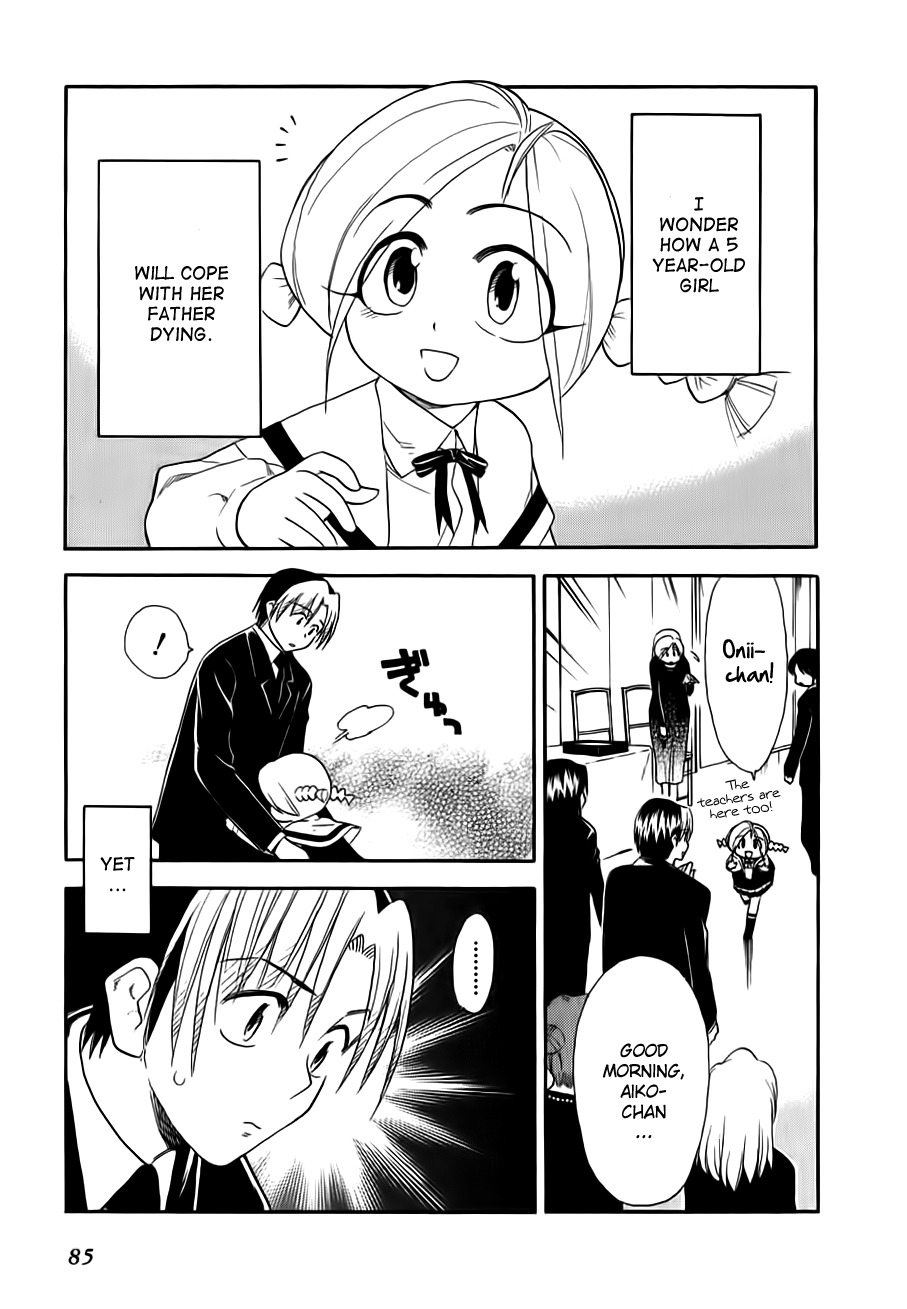 I
WONDER
HOW A 5
YEAR-OLD
GIRL
WILL COPE
WITH HER
FATHER
DYING.
Onii-
chan!
The
teachers are
here too!
GOOD
MORNING,
AIKO-
CHAN
...
!
ぎゅっ
YET
...
.........
85